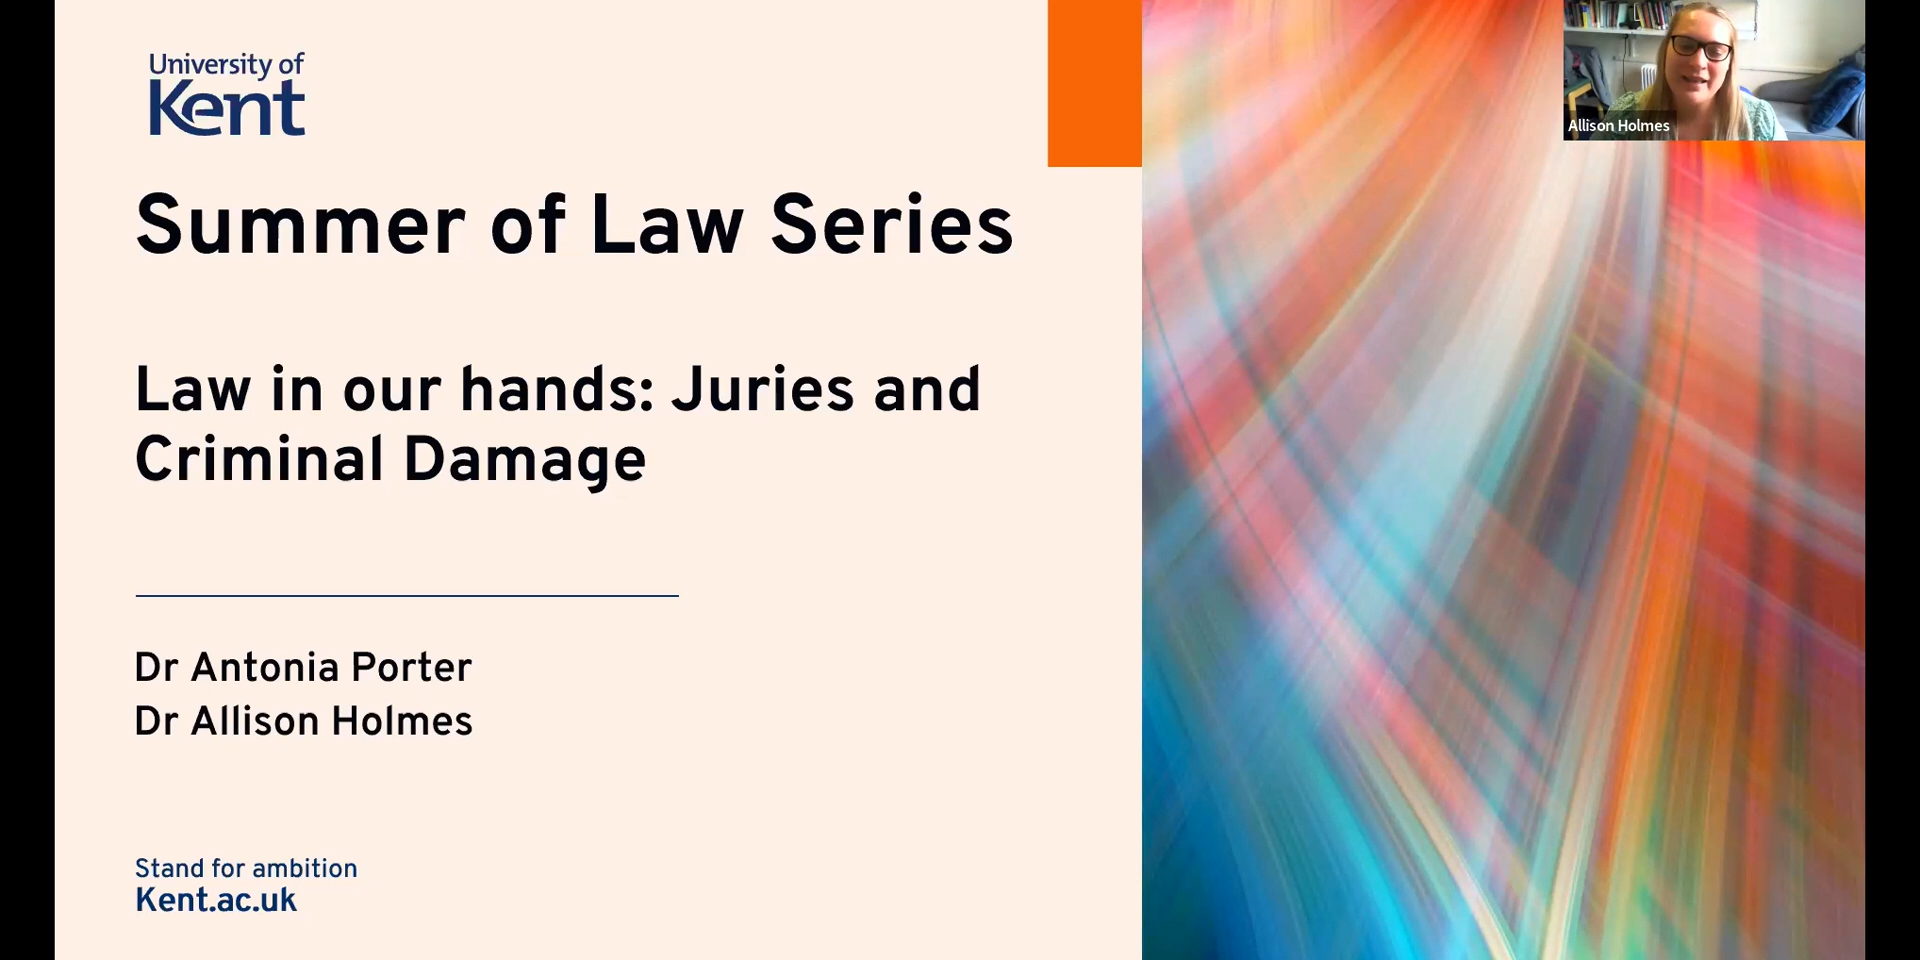 University of
Kent
Allison Holmes
Summer of Law Series
Law in our hands: Juries and
Criminal Damage
Dr Antonia Porter
Dr Allison Holmes
Stand for ambition
Kent.ac.uk